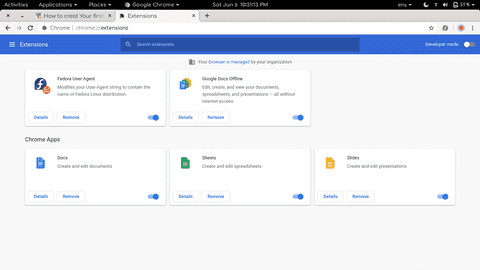 Activities Applications Places Google Chrome Sat Jun 6 10:31:13 PM en 51%
How to creat Your firs Extensions
Chrome | chrome://extensions
Extensions Search extensions Developer mode
Your browser is managed by your organization
Fedora User Agent
Modifies your User-Agent string to contain the
name of Fedora Linux distribution.
Details Remove
Google Docs Offline
Edit, create, and view your documents,
spreadsheets, and presentations — all without
internet access.
Details Remove
Chrome Apps
Docs
Create and edit documents
Details Remove
Sheets
Create and edit spreadsheets
Details Remove
Slides
Create and edit presentations
Details Remove